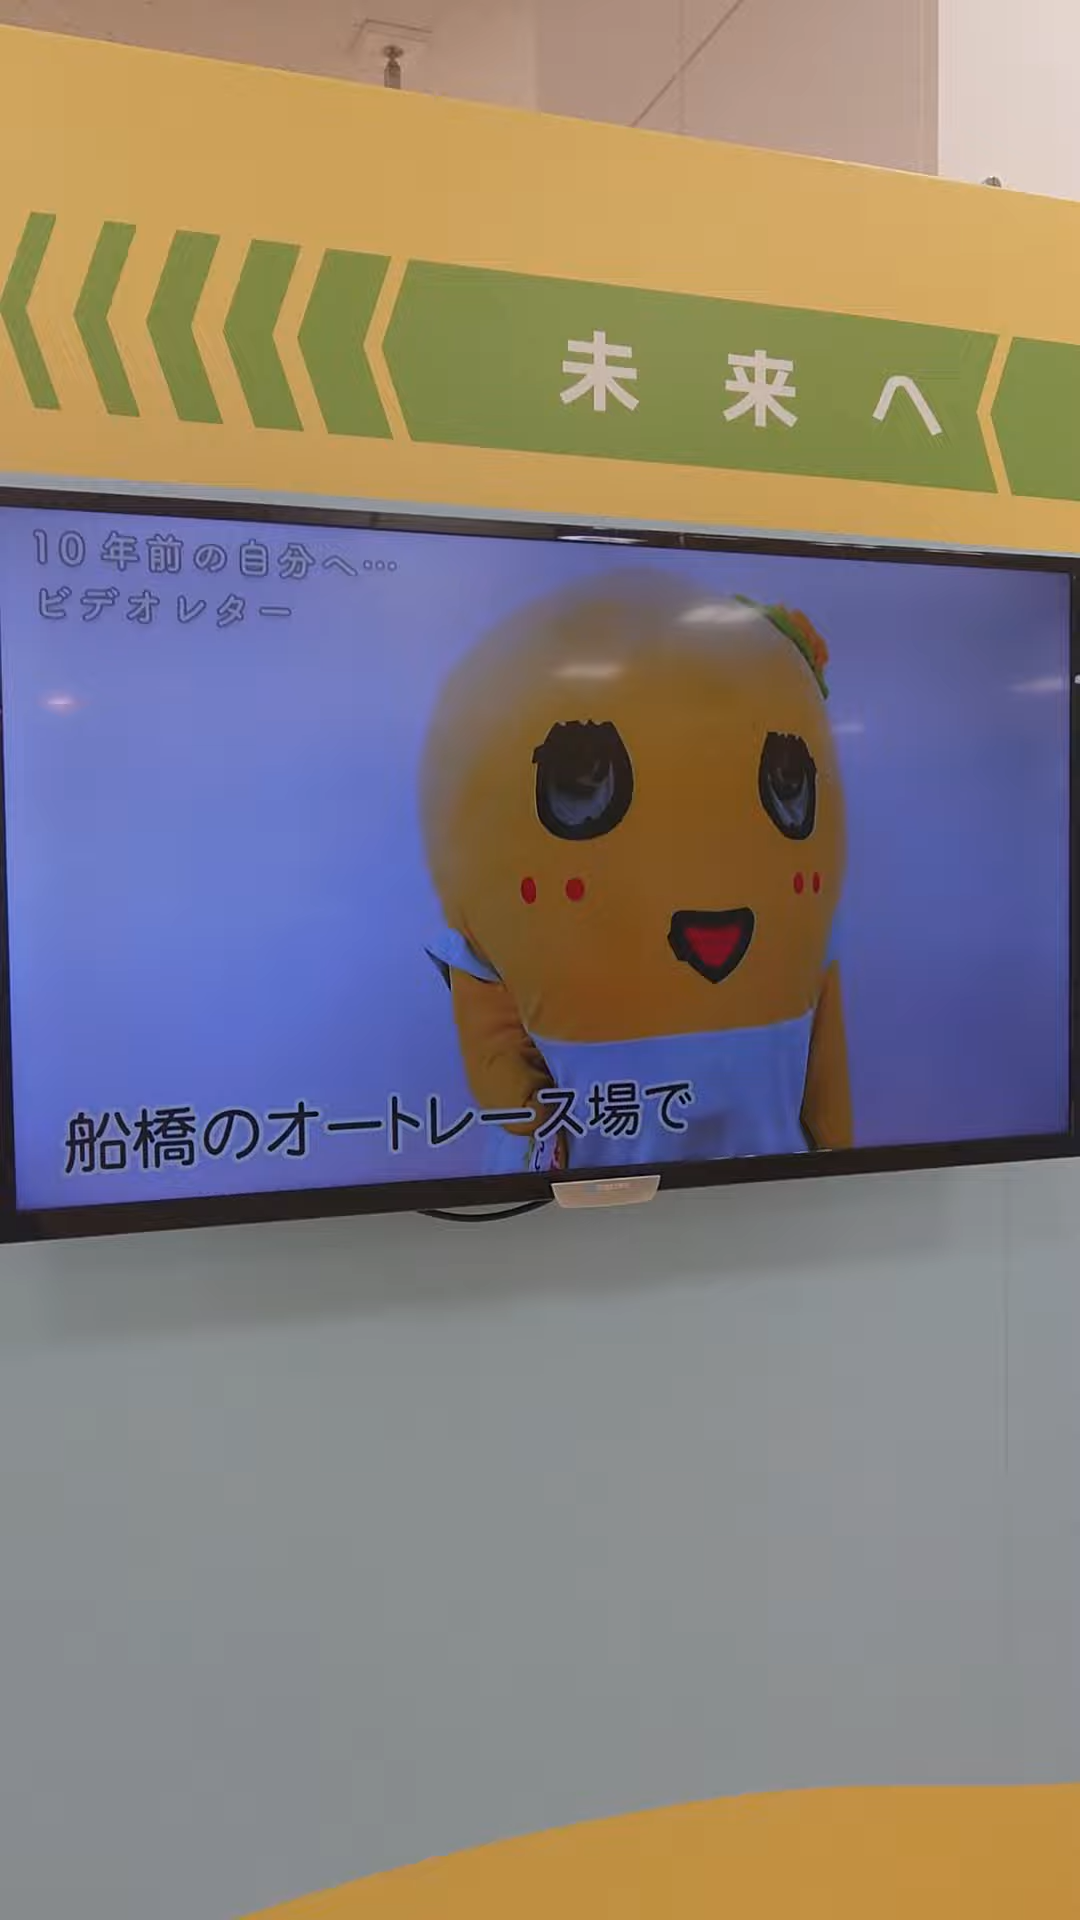 未来へ
10年前の自分へ…
ビデオレター
船橋のオートレース場で